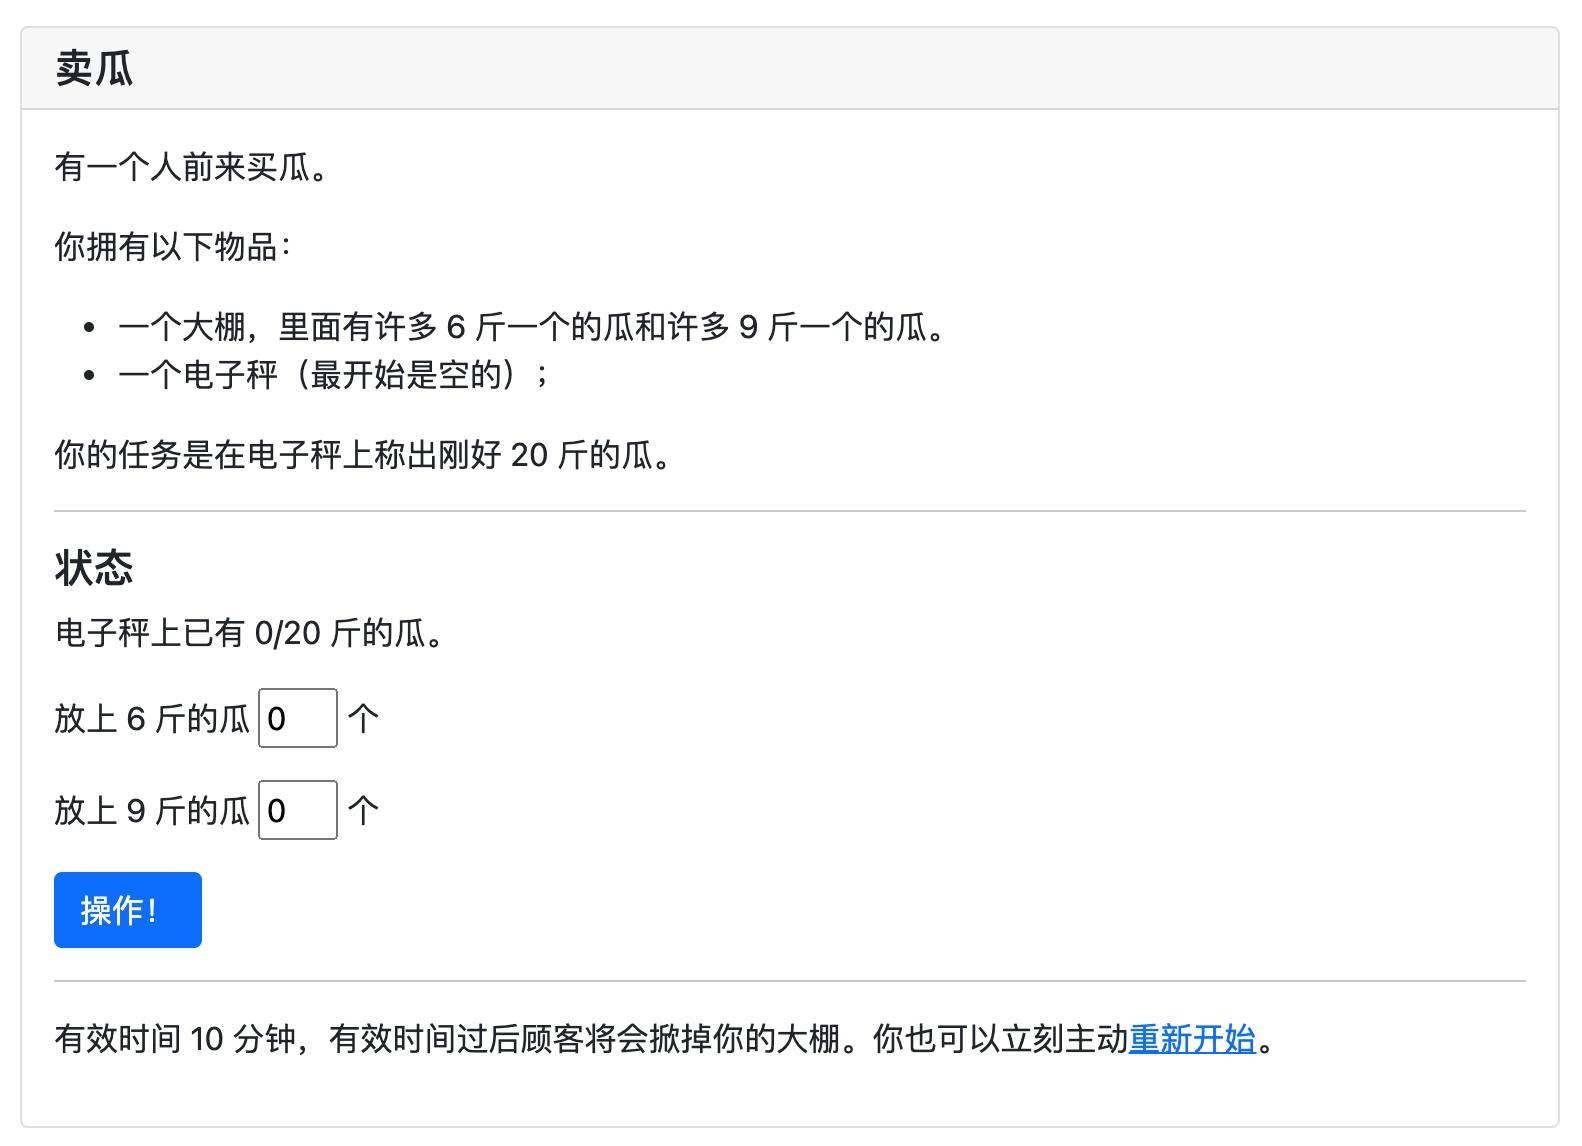 卖瓜
有一个人前来买瓜。
你拥有以下物品：
• 一个大棚，里面有许多 6 斤一个的瓜和许多 9 斤一个的瓜。
• 一个电子秤（最开始是空的）；
你的任务是在电子秤上称出刚好 20 斤的瓜。
状态
电子秤上已有 0/20 斤的瓜。
放上 6 斤的瓜 0 个
放上 9 斤的瓜 0 个
操作！
有效时间 10 分钟，有效时间过后顾客将会掀掉你的大棚。你也可以立刻主动重新开始。